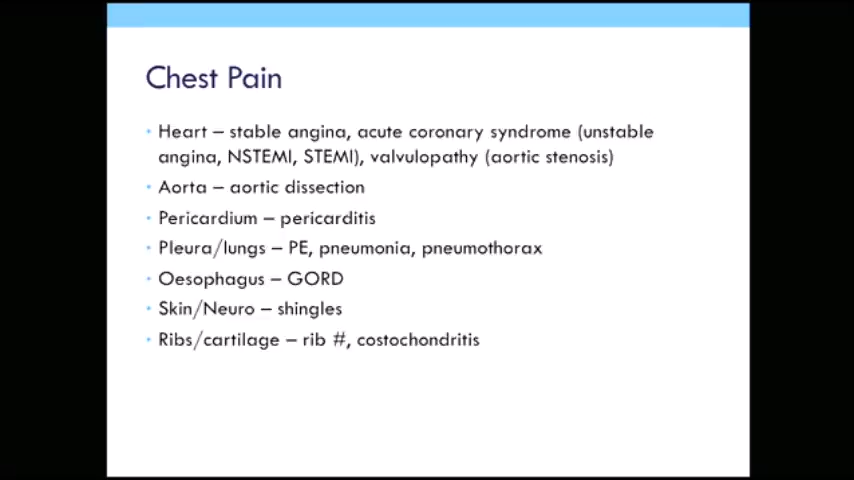 Chest Pain
• Heart – stable angina, acute coronary syndrome (unstable
angina, NSTEMI, STEMI), valvulopathy (aortic stenosis)
• Aorta – aortic dissection
• Pericardium – pericarditis
• Pleura/lungs – PE, pneumonia, pneumothorax
• Oesophagus – GORD
• Skin/Neuro – shingles
• Ribs/cartilage – rib #, costochondritis